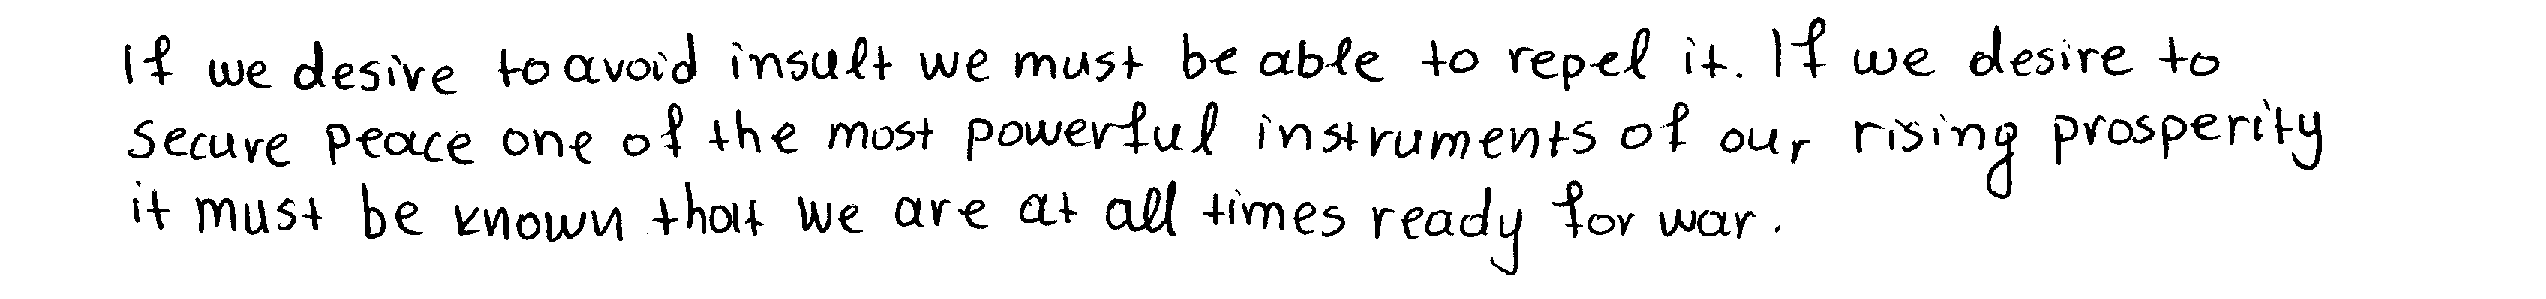 If we desire to avoid insult we must be able to repel it. If we desire to
secure peace one of the most powerful instruments of our rising prosperity
it must be known that we are at all times ready for war.